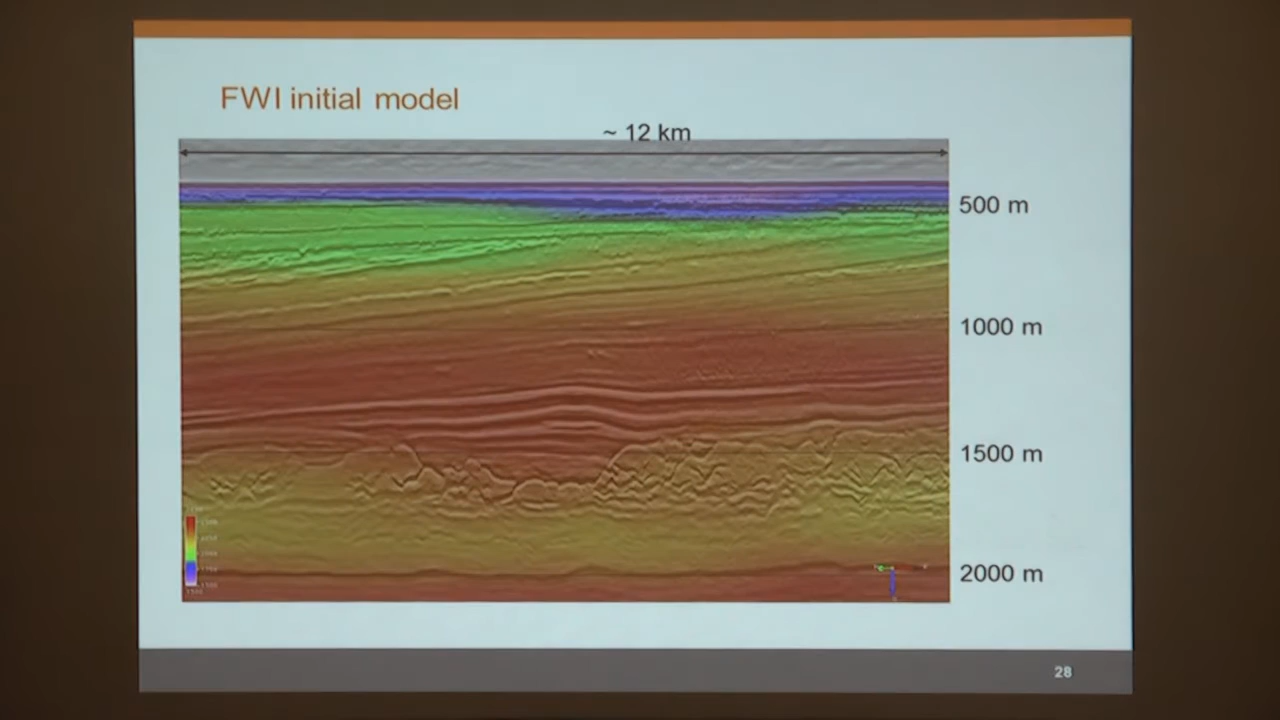 FWI initial model
~ 12 km
500 m
1000 m
1500 m
2000 m
28